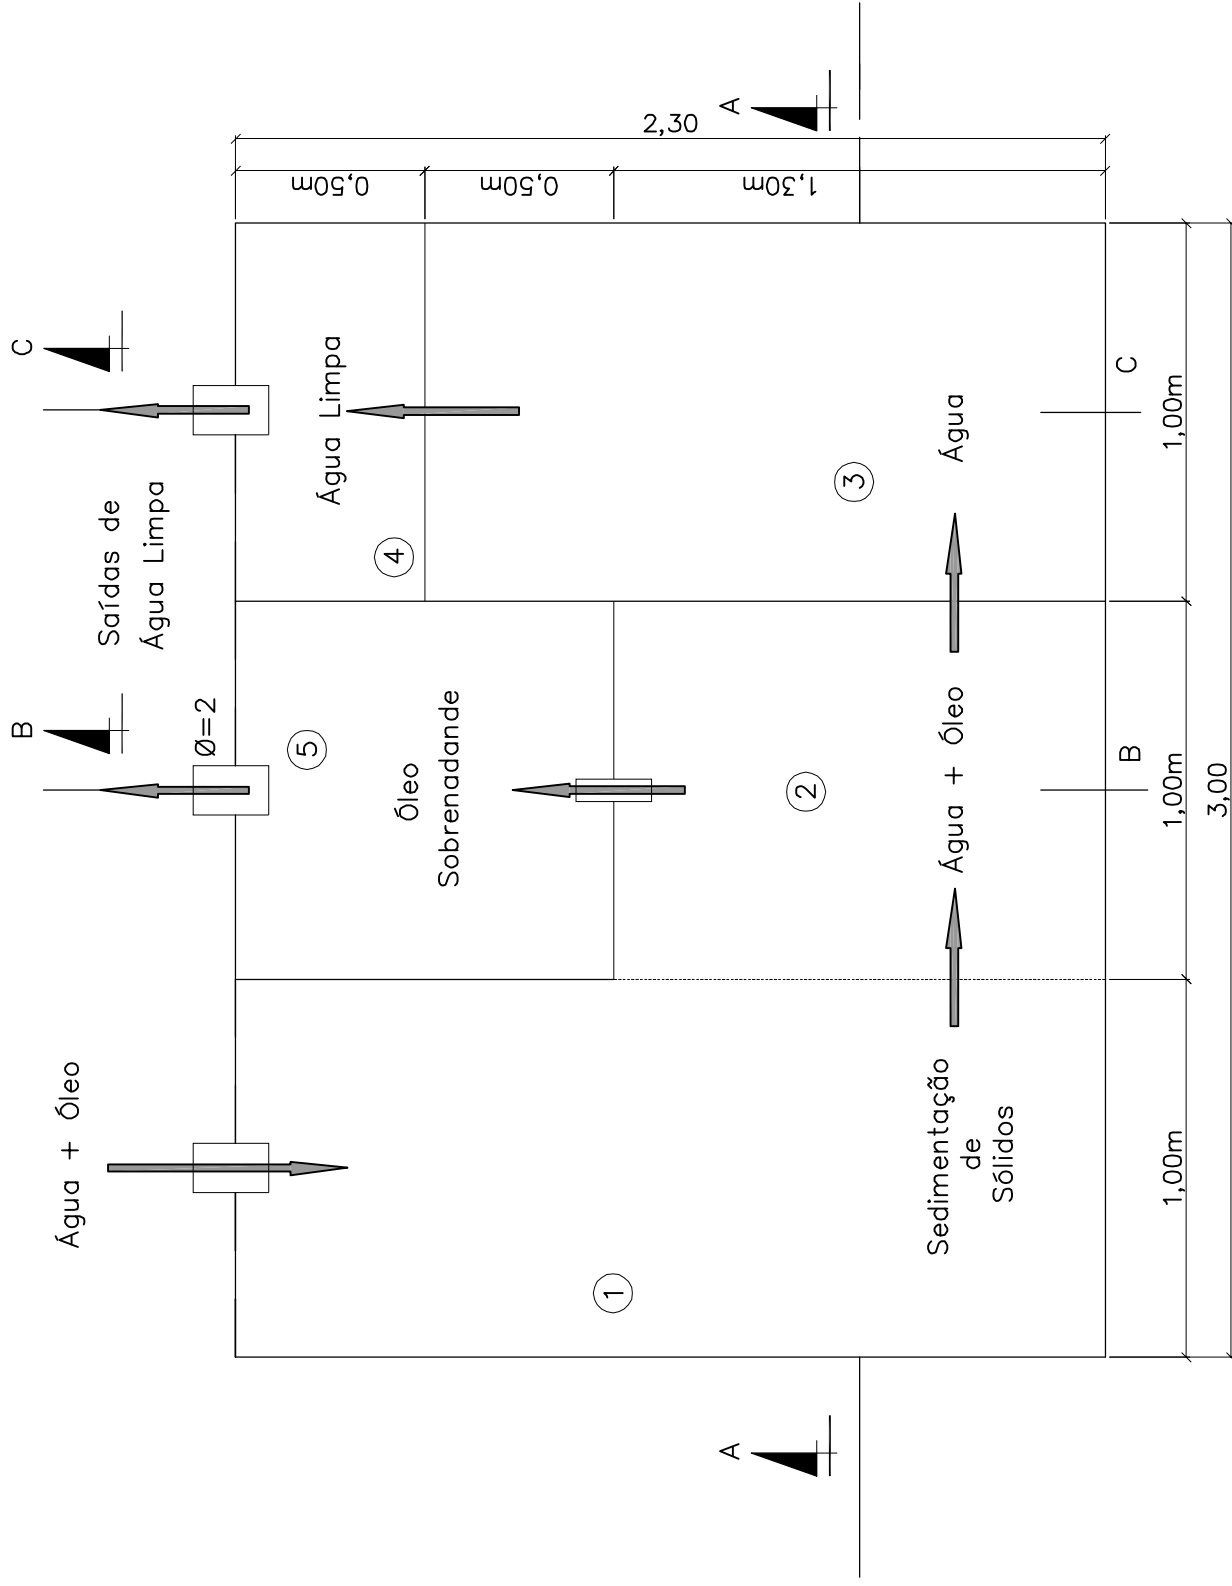 Água + Óleo
Saídas de
Água Limpa
B
C
Ø=2
A
A
2,30
0,50m
0,50m
1,30m
1
Sedimentação
de
Sólidos
5
Óleo
Sobrenadande
2
Água + Óleo
4
Água Limpa
3
Água
B
C
1,00m
1,00m
1,00m
3,00